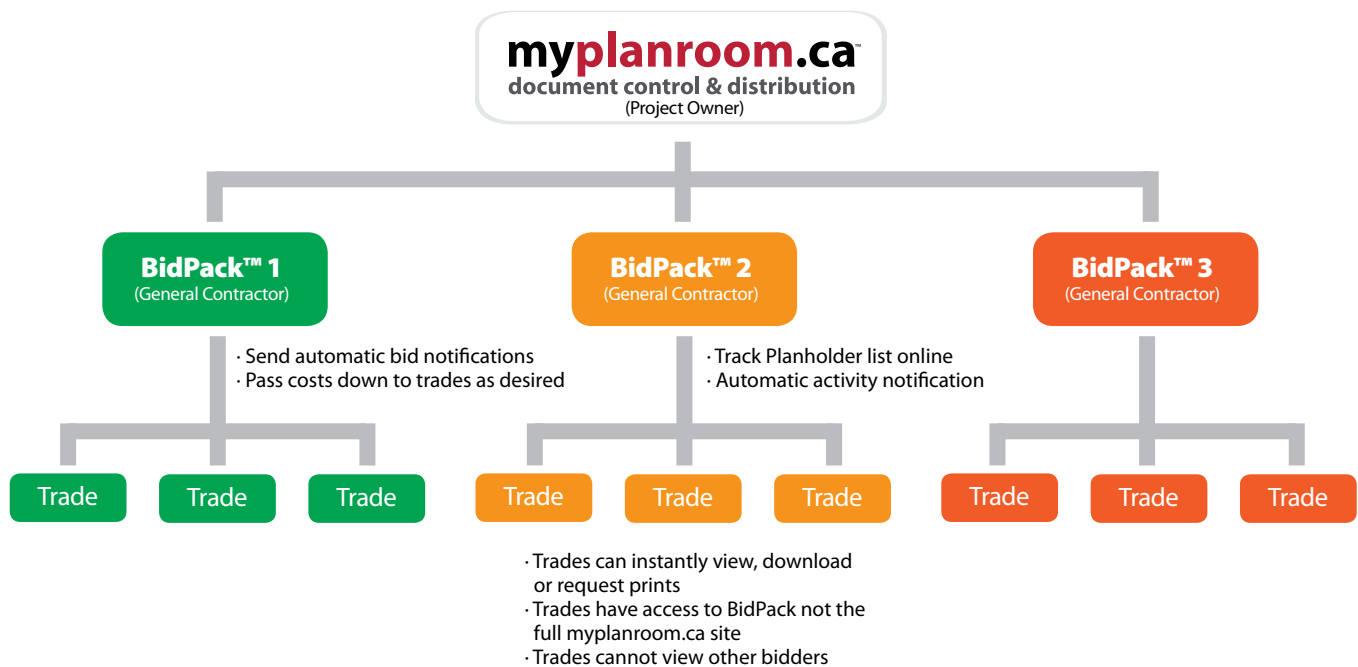 myplanroom.ca™
document control & distribution
(Project Owner)
BidPack™ 1
(General Contractor)
BidPack™ 2
(General Contractor)
BidPack™ 3
(General Contractor)
· Send automatic bid notifications
· Pass costs down to trades as desired
· Track Planholder list online
· Automatic activity notification
Trade
Trade
Trade
Trade
Trade
Trade
Trade
Trade
Trade
· Trades can instantly view, download
or request prints
· Trades have access to BidPack not the
full myplanroom.ca site
· Trades cannot view other bidders